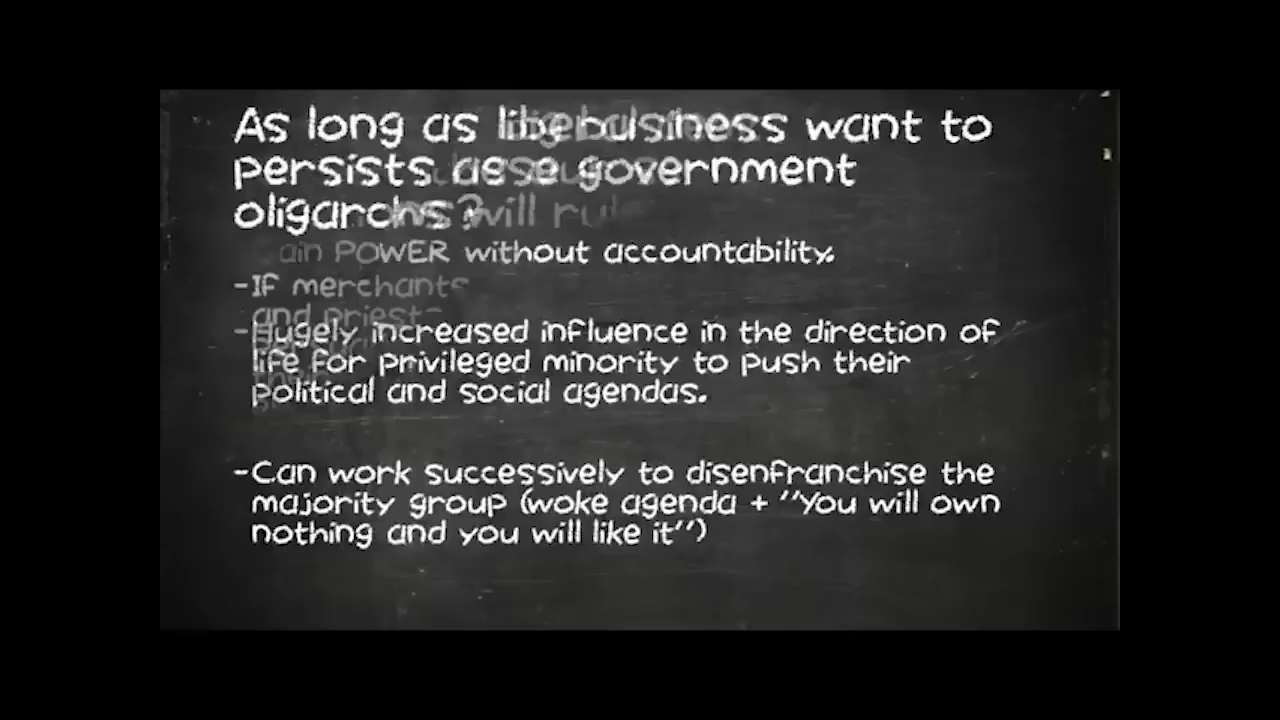 As long as business want to
persists government
oligarchs? will
POWER without accountability.
-If merchants
and
-Hugely increased influence in the direction of
life for privileged minority to push their
political and social agendas.
-Can work successively to disenfranchise the
majority group (woke agenda + "You will own
nothing and you will like it")